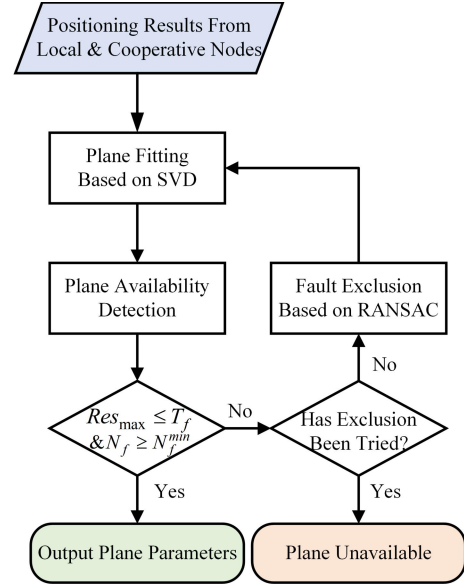 Positioning Results From
Local & Cooperative Nodes
Plane Fitting
Based on SVD
Plane Availability
Detection
Fault Exclusion
Based on RANSAC
No
Res_max ≤ T_f
& N_f ≥ N_f^min
No
Has Exclusion
Been Tried?
Yes
Yes
Output Plane Parameters
Plane Unavailable